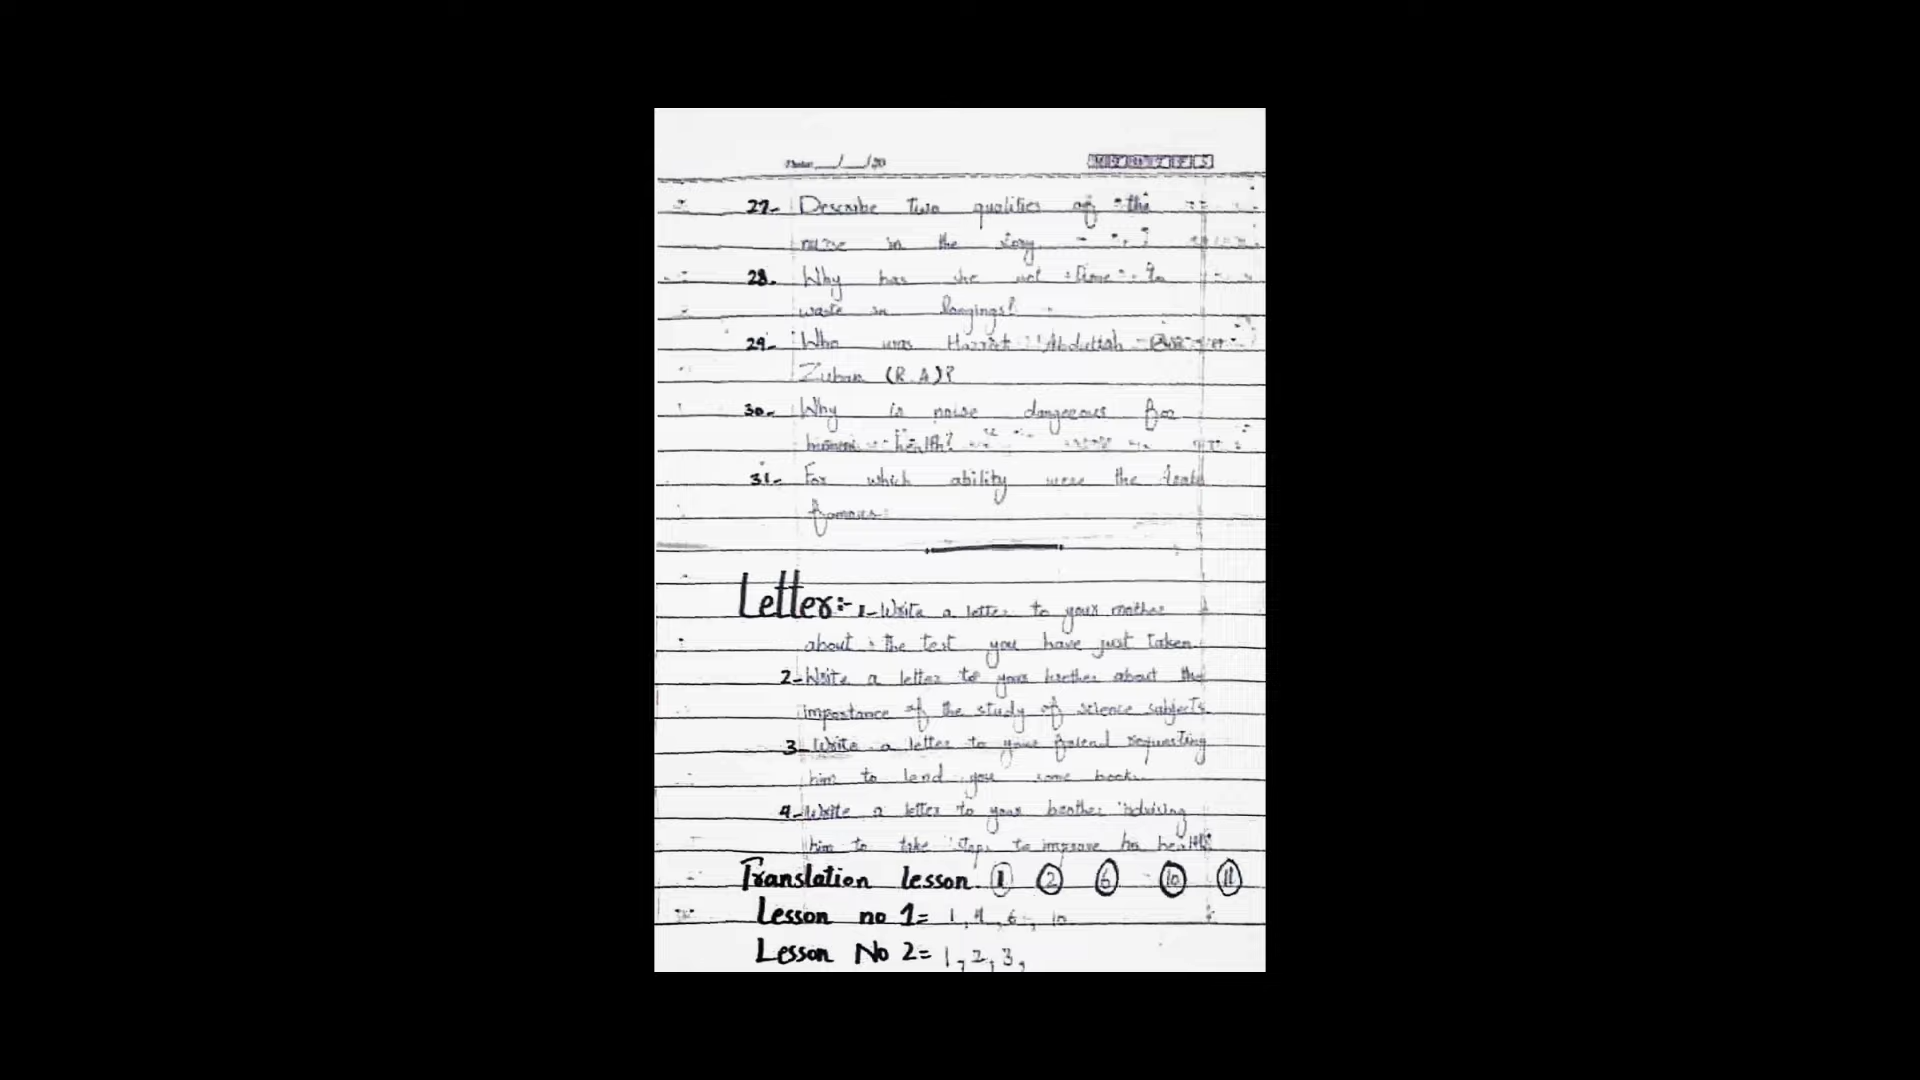 Date: __/__/20
27- Describe two qualities of the
nurse in the story.
28- Why has she not time to
waste in longings?
29- Who was Hazrat Abdullah
Zubair (R.A)?
30- Why is noise dangerous for
human health?
31- For which ability were the
famous:
Letter:- 1- Write a letter to your mother
about the test you have just taken.
2- Write a letter to your brother about the
importance of the study of science subjects.
3- Write a letter to your friend requesting
him to lend you some books.
4- Write a letter to your brother advising
him to take steps to improve his health
Translation lesson. 1 2 6 10 11
Lesson no 1= 1, 4, 6, 10
Lesson No 2= 1, 2, 3,